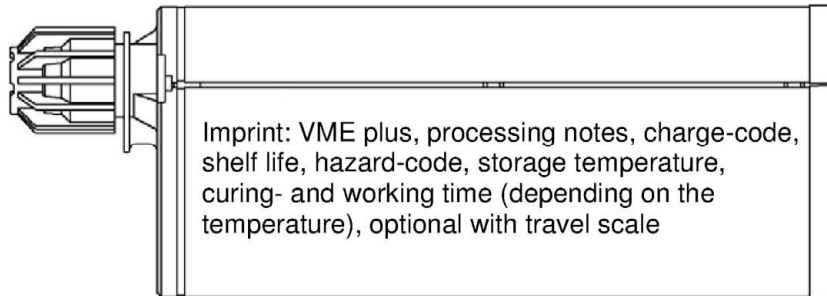 Imprint: VME plus, processing notes, charge-code,
shelf life, hazard-code, storage temperature,
curing- and working time (depending on the
temperature), optional with travel scale